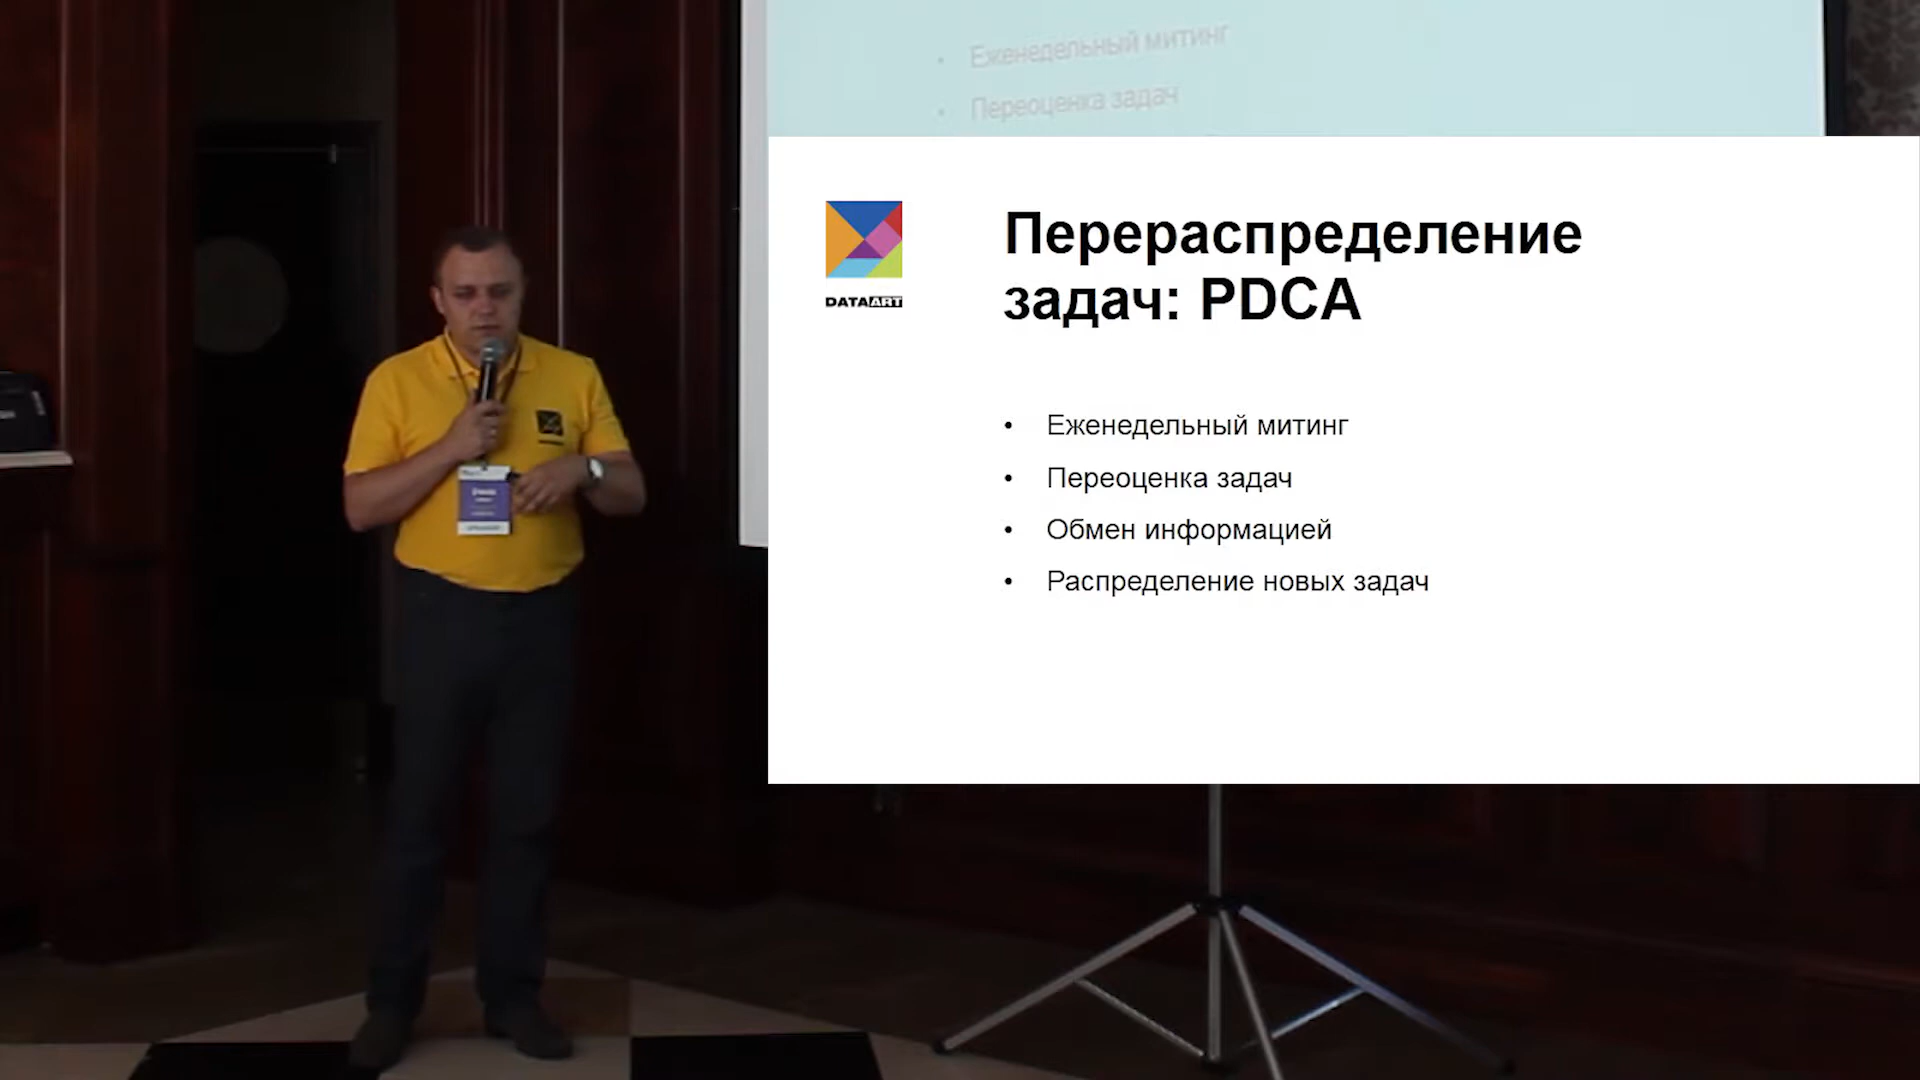 Еженедельный митинг
Переоценка задач
DATAART
Перераспределение
задач: PDCA
• Еженедельный митинг
• Переоценка задач
• Обмен информацией
• Распределение новых задач